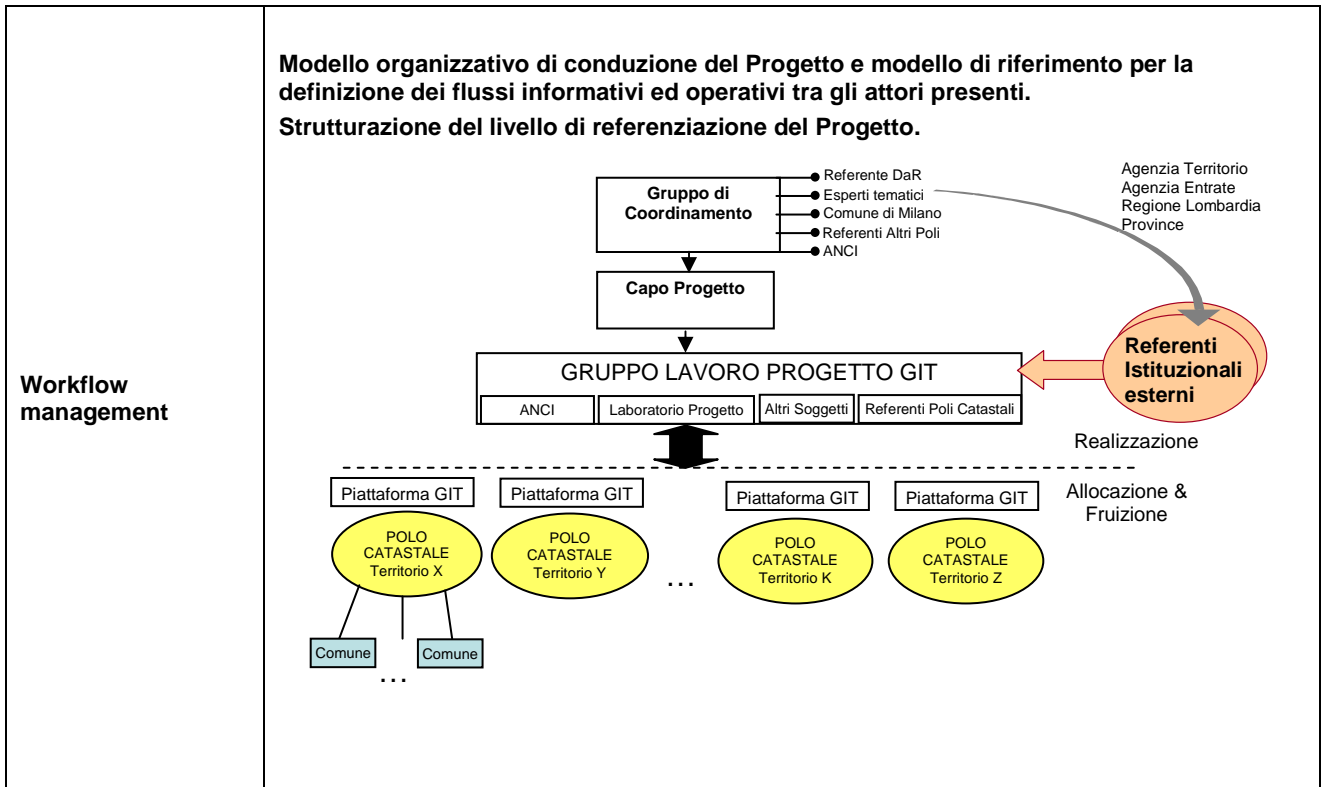 Workflow
management
Modello organizzativo di conduzione del Progetto e modello di riferimento per la
definizione dei flussi informativi ed operativi tra gli attori presenti.
Strutturazione del livello di referenziazione del Progetto.
Gruppo di
Coordinamento
Referente DaR
Esperti tematici
Comune di Milano
Referenti Altri Poli
ANCI
Agenzia Territorio
Agenzia Entrate
Regione Lombardia
Province
Capo Progetto
Referenti
Istituzionali
esterni
GRUPPO LAVORO PROGETTO GIT
ANCI
Laboratorio Progetto
Altri Soggetti
Referenti Poli Catastali
Realizzazione
Allocazione &
Fruizione
Piattaforma GIT
Piattaforma GIT
Piattaforma GIT
Piattaforma GIT
POLO
CATASTALE
Territorio X
POLO
CATASTALE
Territorio Y
...
POLO
CATASTALE
Territorio K
POLO
CATASTALE
Territorio Z
Comune
...
Comune